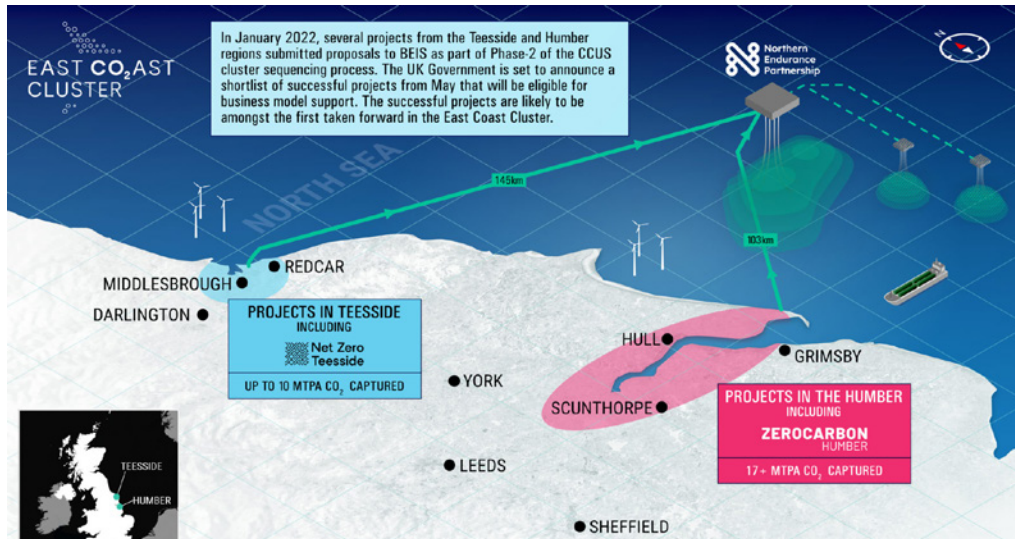 EAST CO₂AST
CLUSTER
In January 2022, several projects from the Teesside and Humber
regions submitted proposals to BEIS as part of Phase-2 of the CCUS
cluster sequencing process. The UK Government is set to announce a
shortlist of successful projects from May that will be eligible for
business model support. The successful projects are likely to be
amongst the first taken forward in the East Coast Cluster.
Northern
Endurance
Partnership
N
NORTH SEA
145km
103km
REDCAR
MIDDLESBROUGH
DARLINGTON
PROJECTS IN TEESSIDE
INCLUDING
Net Zero
Teesside
UP TO 10 MTPA CO₂ CAPTURED
HULL
GRIMSBY
YORK
SCUNTHORPE
PROJECTS IN THE HUMBER
INCLUDING
ZEROCARBON
HUMBER
17+ MTPA CO₂ CAPTURED
LEEDS
SHEFFIELD
TEESSIDE
HUMBER